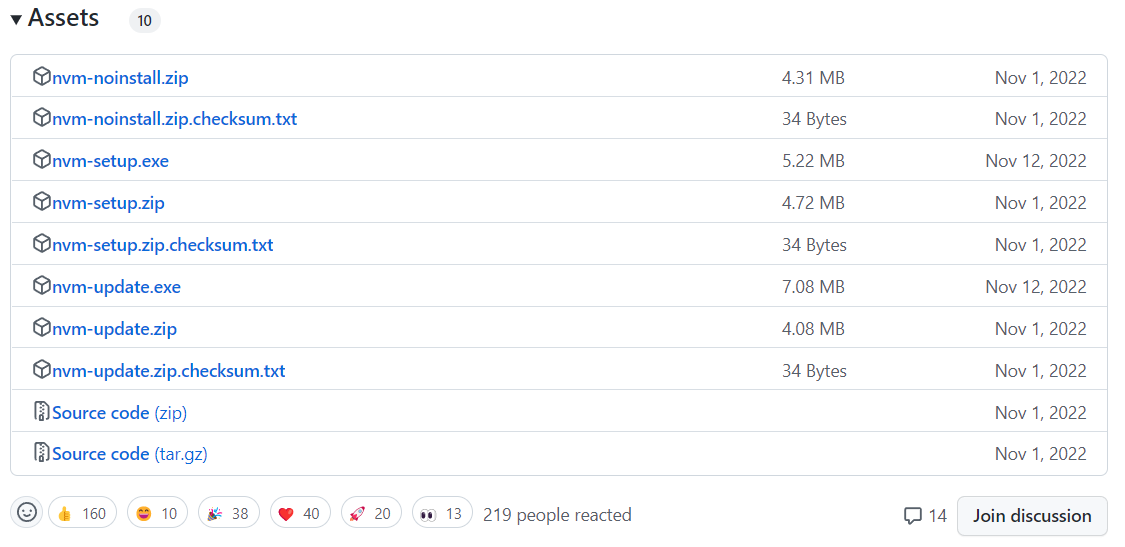 Assets 10
nvm-noinstall.zip 4.31 MB Nov 1, 2022
nvm-noinstall.zip.checksum.txt 34 Bytes Nov 1, 2022
nvm-setup.exe 5.22 MB Nov 12, 2022
nvm-setup.zip 4.72 MB Nov 1, 2022
nvm-setup.zip.checksum.txt 34 Bytes Nov 1, 2022
nvm-update.exe 7.08 MB Nov 12, 2022
nvm-update.zip 4.08 MB Nov 1, 2022
nvm-update.zip.checksum.txt 34 Bytes Nov 1, 2022
Source code (zip) Nov 1, 2022
Source code (tar.gz) Nov 1, 2022
160 10 38 40 20 13 219 people reacted 14 Join discussion